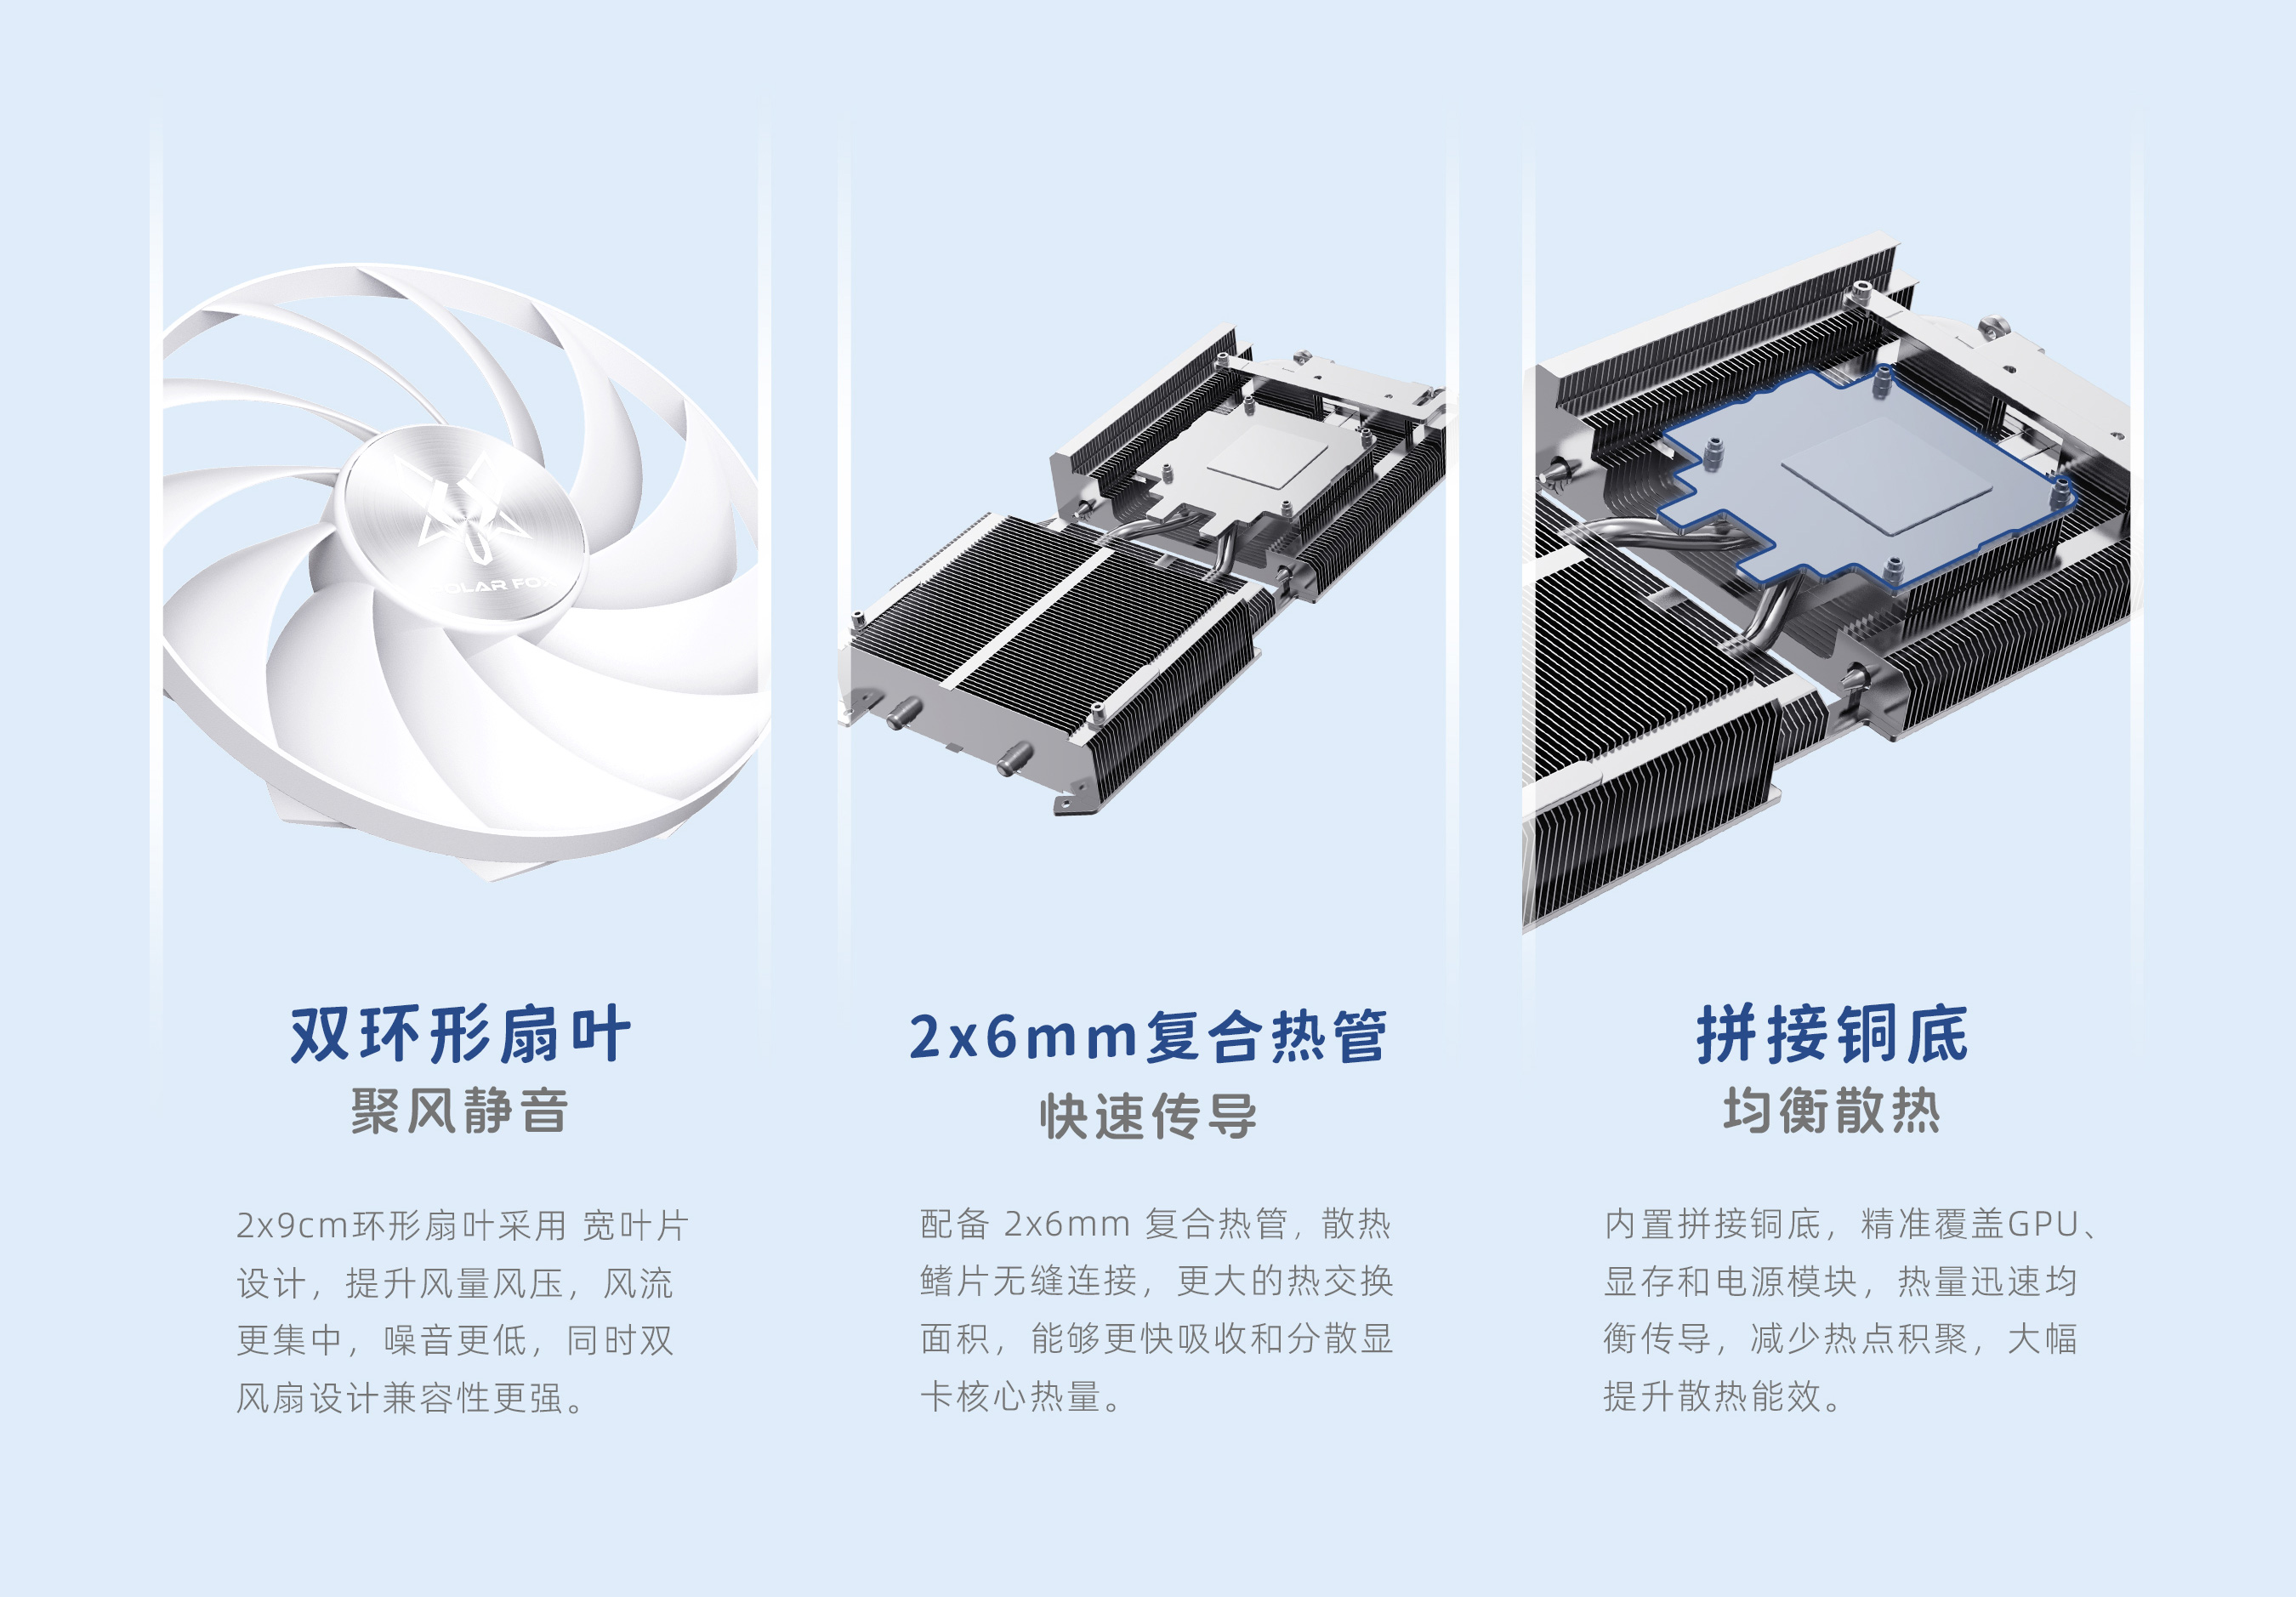 POLAR FOX
双环形扇叶
聚风静音
2x9cm环形扇叶采用 宽叶片
设计，提升风量风压，风流
更集中，噪音更低，同时双
风扇设计兼容性更强。
2x6mm复合热管
快速传导
配备 2x6mm 复合热管，散热
鳍片无缝连接，更大的热交换
面积，能够更快吸收和分散显
卡核心热量。
拼接铜底
均衡散热
内置拼接铜底，精准覆盖GPU、
显存和电源模块，热量迅速均
衡传导，减少热点积聚，大幅
提升散热能效。